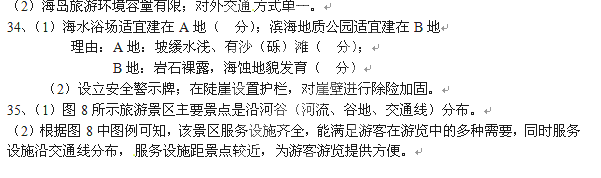 (2)海岛旅游环境容量有限；对外交通方式单一。
34、(1)海水浴场适宜建在 A 地(　分)；滨海地质公园适宜建在 B 地
理由：A 地：坡缓水浅、有沙（砾）滩（　分）；
B 地：岩石裸露，海蚀地貌发育（　分）
(2) 设立安全警示牌；在陡崖设置护栏，对崖壁进行除险加固。
35、(1)图 8 所示旅游景区主要景点是沿河谷（河流、谷地、交通线）分布。
(2)根据图 8 中图例可知，该景区服务设施齐全，能满足游客在游览中的多种需要，同时服务
设施沿交通线分布，服务设施距景点较近，为游客游览提供方便。